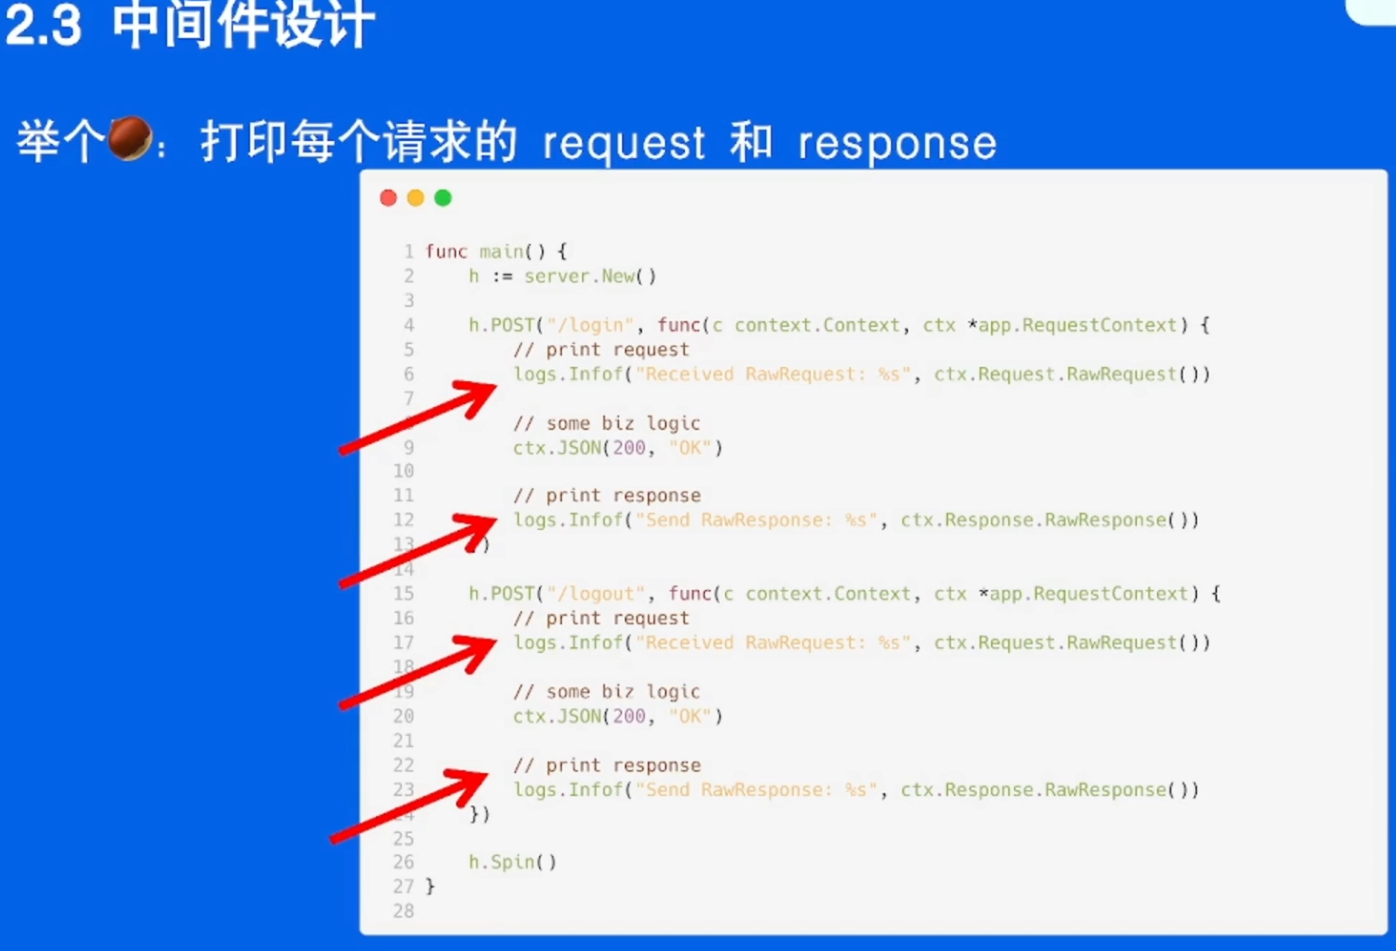 2.3 中间件设计
举个🌰：打印每个请求的 request 和 response
1 func main() {
2     h := server.New()
3
4     h.POST("/login", func(c context.Context, ctx *app.RequestContext) {
5         // print request
6         logs.Infof("Received RawRequest: %s", ctx.Request.RawRequest())
7
        // some biz logic
9         ctx.JSON(200, "OK")
10
11         // print response
12         logs.Infof("Send RawResponse: %s", ctx.Response.RawResponse())
13     })
14
15     h.POST("/logout", func(c context.Context, ctx *app.RequestContext) {
16         // print request
17         logs.Infof("Received RawRequest: %s", ctx.Request.RawRequest())
18
19         // some biz logic
20         ctx.JSON(200, "OK")
21
22         // print response
23         logs.Infof("Send RawResponse: %s", ctx.Response.RawResponse())
24     })
25
26     h.Spin()
27 }
28